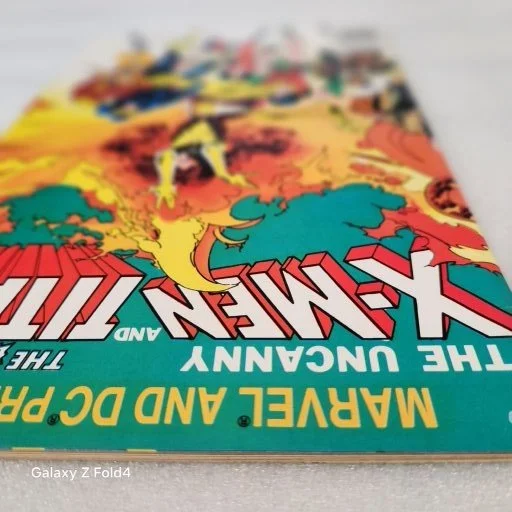 MARVEL® AND DC® PR
THE UNCANNY THE
X-MEN AND TIT
Galaxy Z Fold4